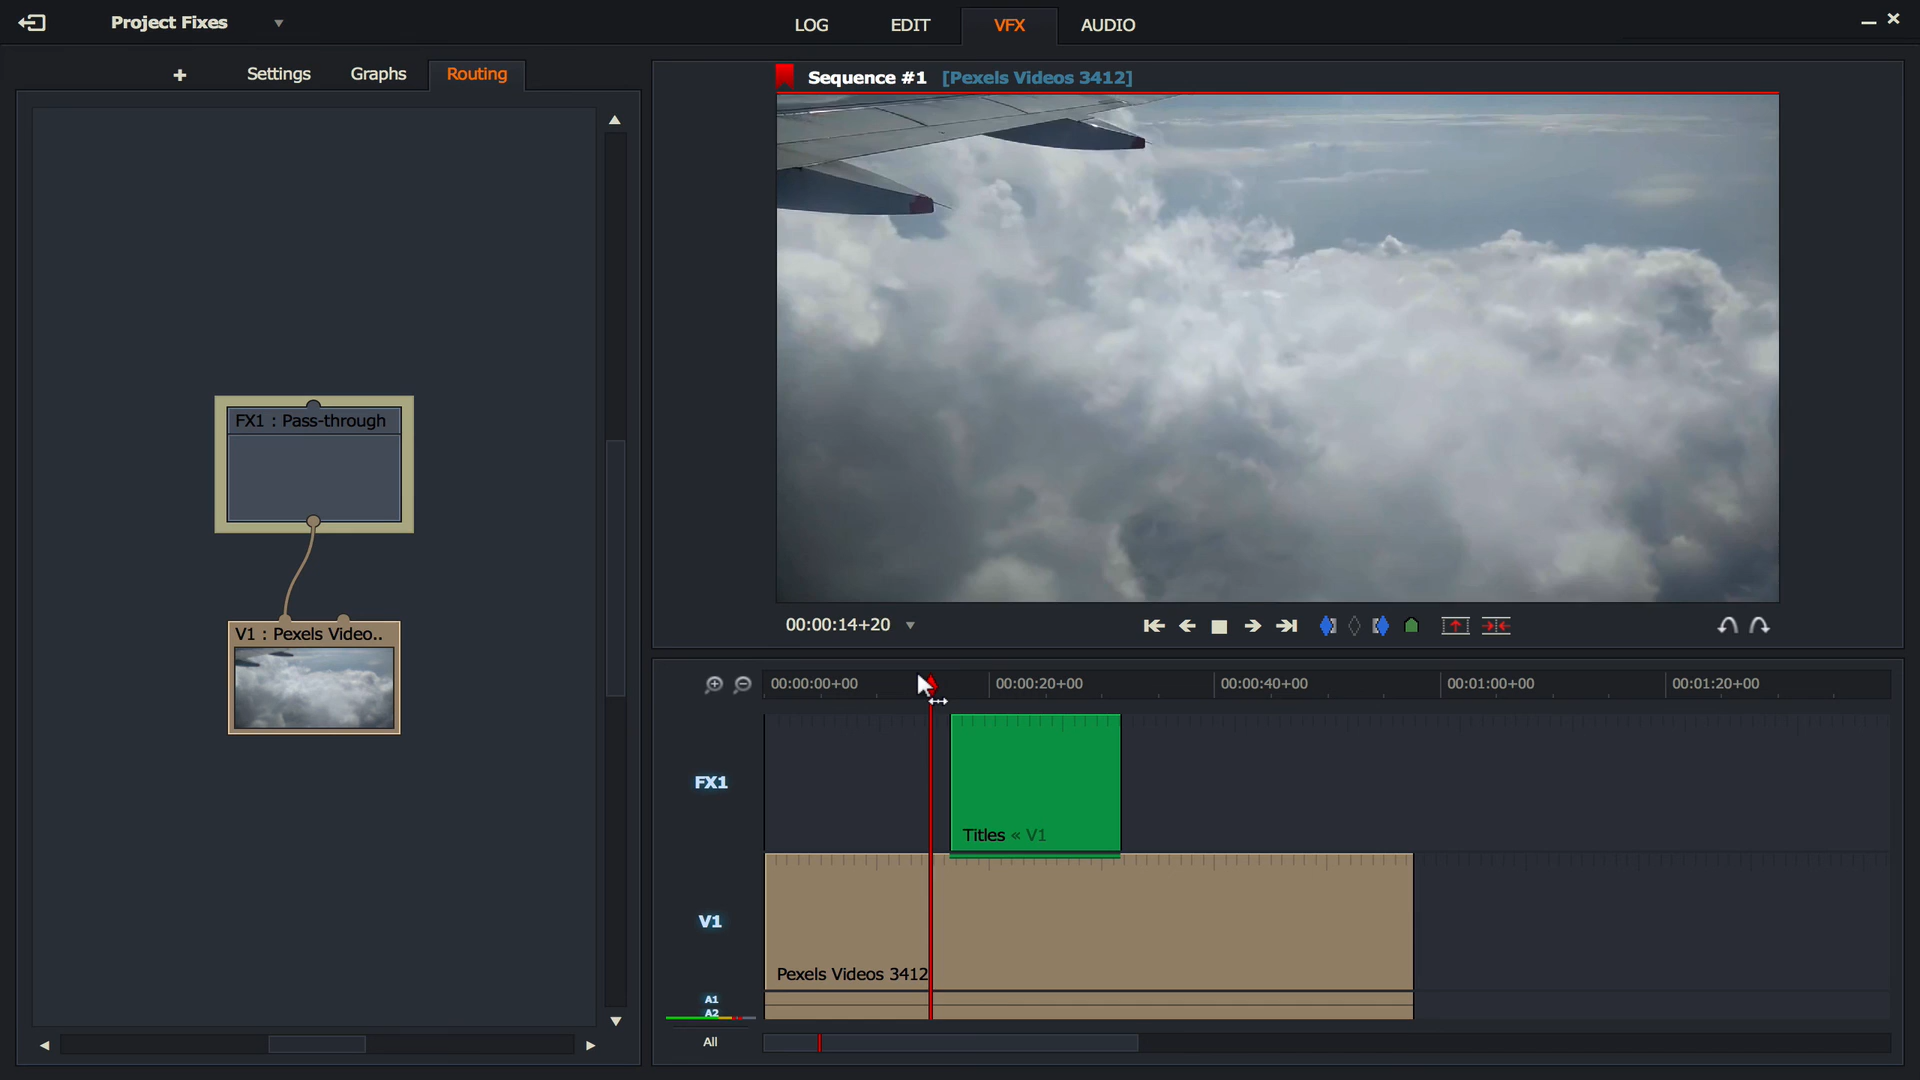 Project Fixes
LOG
EDIT
VFX
AUDIO
Settings
Graphs
Routing
Sequence #1 [Pexels Videos 3412]
FX1 : Pass-through
V1 : Pexels Video..
00:00:14+20
00:00:00+00
00:00:20+00
00:00:40+00
00:01:00+00
00:01:20+00
FX1
Titles « V1
V1
Pexels Videos 3412
A1
A2
All